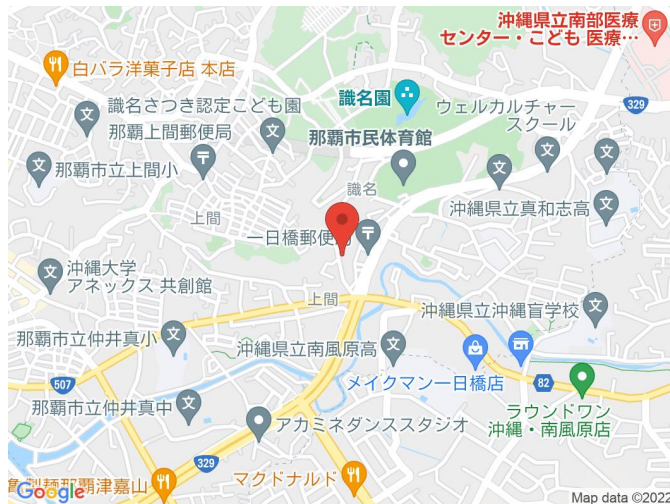 沖縄県立南部医療
センター・こども 医療…
白バラ洋菓子店 本店
識名園
ウェルカルチャー
スクール
329
識名さつき認定こども園
那覇上間郵便局
那覇市民体育館
那覇市立上間小
識名
沖縄県立真和志高
上間
一日橋郵便局
沖縄大学
アネックス 共創館
上間
沖縄県立沖縄盲学校
那覇市立仲井真小
沖縄県立南風原高
507
メイクマン一日橋店
82
那覇市立仲井真中
アカミネダンススタジオ
ラウンドワン
沖縄・南風原店
329
製麺那覇津嘉山
マクドナルド
Google
Map data ©2022